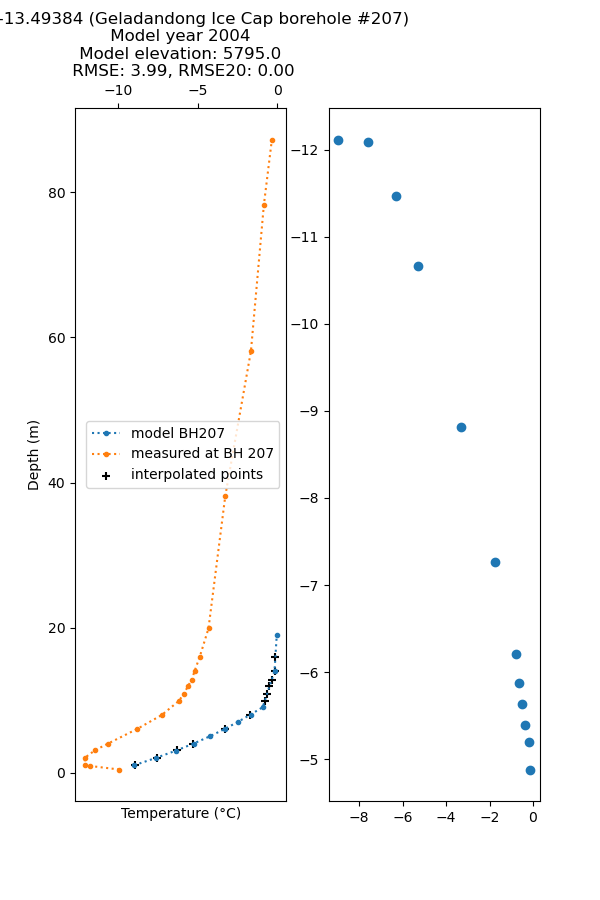 -13.49384 (Geladandong Ice Cap borehole #207)
Model year 2004
Model elevation: 5795.0
RMSE: 3.99, RMSE20: 0.00
−10 −5 0
80
60
40
20
0
Depth (m)
model BH207
measured at BH 207
interpolated points
Temperature (°C)
−12
−11
−10
−9
−8
−7
−6
−5
−8 −6 −4 −2 0